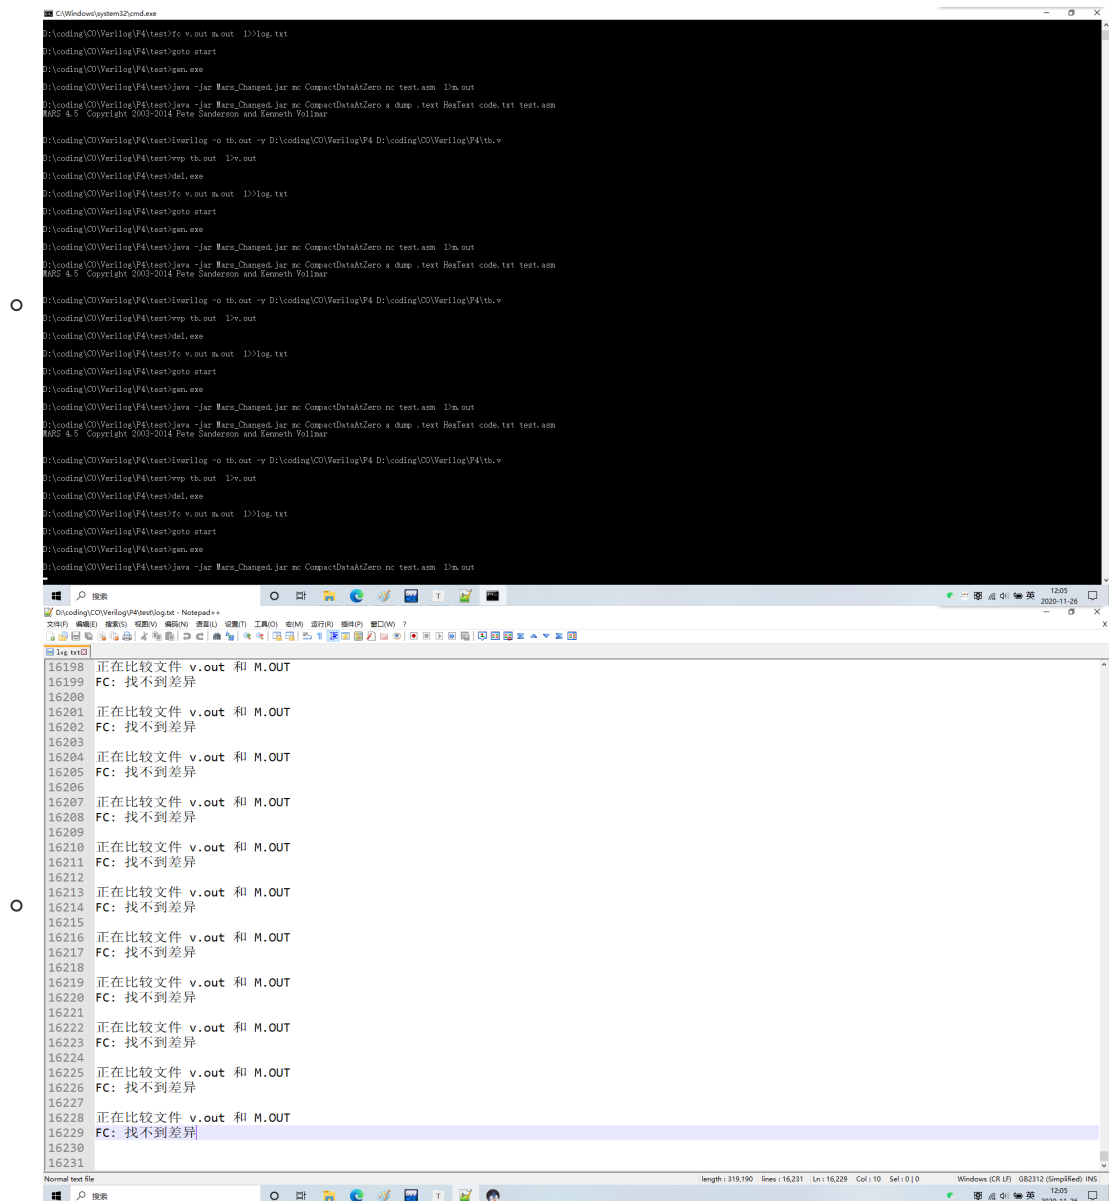 C:\Windows\system32\cmd.exe
D:\coding\CO\Verilog\P4\test>fc v.out m.out  1>>log.txt
D:\coding\CO\Verilog\P4\test>goto start
D:\coding\CO\Verilog\P4\test>gen.exe
D:\coding\CO\Verilog\P4\test>java -jar Mars_Changed.jar mc CompactDataAtZero nc test.asm  1>m.out
D:\coding\CO\Verilog\P4\test>java -jar Mars_Changed.jar mc CompactDataAtZero a dump .text HexText code.txt test.asm
MARS 4.5  Copyright 2003-2014 Pete Sanderson and Kenneth Vollmar
D:\coding\CO\Verilog\P4\test>iverilog -o tb.out -y D:\coding\CO\Verilog\P4 D:\coding\CO\Verilog\P4\tb.v
D:\coding\CO\Verilog\P4\test>vvp tb.out  1>v.out
D:\coding\CO\Verilog\P4\test>del.exe
D:\coding\CO\Verilog\P4\test>fc v.out m.out  1>>log.txt
D:\coding\CO\Verilog\P4\test>goto start
D:\coding\CO\Verilog\P4\test>gen.exe
D:\coding\CO\Verilog\P4\test>java -jar Mars_Changed.jar mc CompactDataAtZero nc test.asm  1>m.out
D:\coding\CO\Verilog\P4\test>java -jar Mars_Changed.jar mc CompactDataAtZero a dump .text HexText code.txt test.asm
MARS 4.5  Copyright 2003-2014 Pete Sanderson and Kenneth Vollmar
D:\coding\CO\Verilog\P4\test>iverilog -o tb.out -y D:\coding\CO\Verilog\P4 D:\coding\CO\Verilog\P4\tb.v
D:\coding\CO\Verilog\P4\test>vvp tb.out  1>v.out
D:\coding\CO\Verilog\P4\test>del.exe
D:\coding\CO\Verilog\P4\test>fc v.out m.out  1>>log.txt
D:\coding\CO\Verilog\P4\test>goto start
D:\coding\CO\Verilog\P4\test>gen.exe
D:\coding\CO\Verilog\P4\test>java -jar Mars_Changed.jar mc CompactDataAtZero nc test.asm  1>m.out
D:\coding\CO\Verilog\P4\test>java -jar Mars_Changed.jar mc CompactDataAtZero a dump .text HexText code.txt test.asm
MARS 4.5  Copyright 2003-2014 Pete Sanderson and Kenneth Vollmar
D:\coding\CO\Verilog\P4\test>iverilog -o tb.out -y D:\coding\CO\Verilog\P4 D:\coding\CO\Verilog\P4\tb.v
D:\coding\CO\Verilog\P4\test>vvp tb.out  1>v.out
D:\coding\CO\Verilog\P4\test>del.exe
D:\coding\CO\Verilog\P4\test>fc v.out m.out  1>>log.txt
D:\coding\CO\Verilog\P4\test>goto start
D:\coding\CO\Verilog\P4\test>gen.exe
D:\coding\CO\Verilog\P4\test>java -jar Mars_Changed.jar mc CompactDataAtZero nc test.asm  1>m.out
搜索 英 12:05
2020-11-26
D:\coding\CO\Verilog\P4\test\log.txt - Notepad++
文件(F) 编辑(E) 搜索(S) 视图(V) 编码(N) 语言(L) 设置(T) 工具(O) 宏(M) 运行(R) 插件(P) 窗口(W) ? X
log.txt
16198 正在比较文件 v.out 和 M.OUT
16199 FC: 找不到差异
16200
16201 正在比较文件 v.out 和 M.OUT
16202 FC: 找不到差异
16203
16204 正在比较文件 v.out 和 M.OUT
16205 FC: 找不到差异
16206
16207 正在比较文件 v.out 和 M.OUT
16208 FC: 找不到差异
16209
16210 正在比较文件 v.out 和 M.OUT
16211 FC: 找不到差异
16212
16213 正在比较文件 v.out 和 M.OUT
16214 FC: 找不到差异
16215
16216 正在比较文件 v.out 和 M.OUT
16217 FC: 找不到差异
16218
16219 正在比较文件 v.out 和 M.OUT
16220 FC: 找不到差异
16221
16222 正在比较文件 v.out 和 M.OUT
16223 FC: 找不到差异
16224
16225 正在比较文件 v.out 和 M.OUT
16226 FC: 找不到差异
16227
16228 正在比较文件 v.out 和 M.OUT
16229 FC: 找不到差异
16230
16231
Normal text file length : 319,190 lines : 16,231 Ln : 16,229 Col : 10 Sel : 0 | 0 Windows (CR LF) GB2312 (Simplified) INS
搜索 英 12:05
2020-11-26